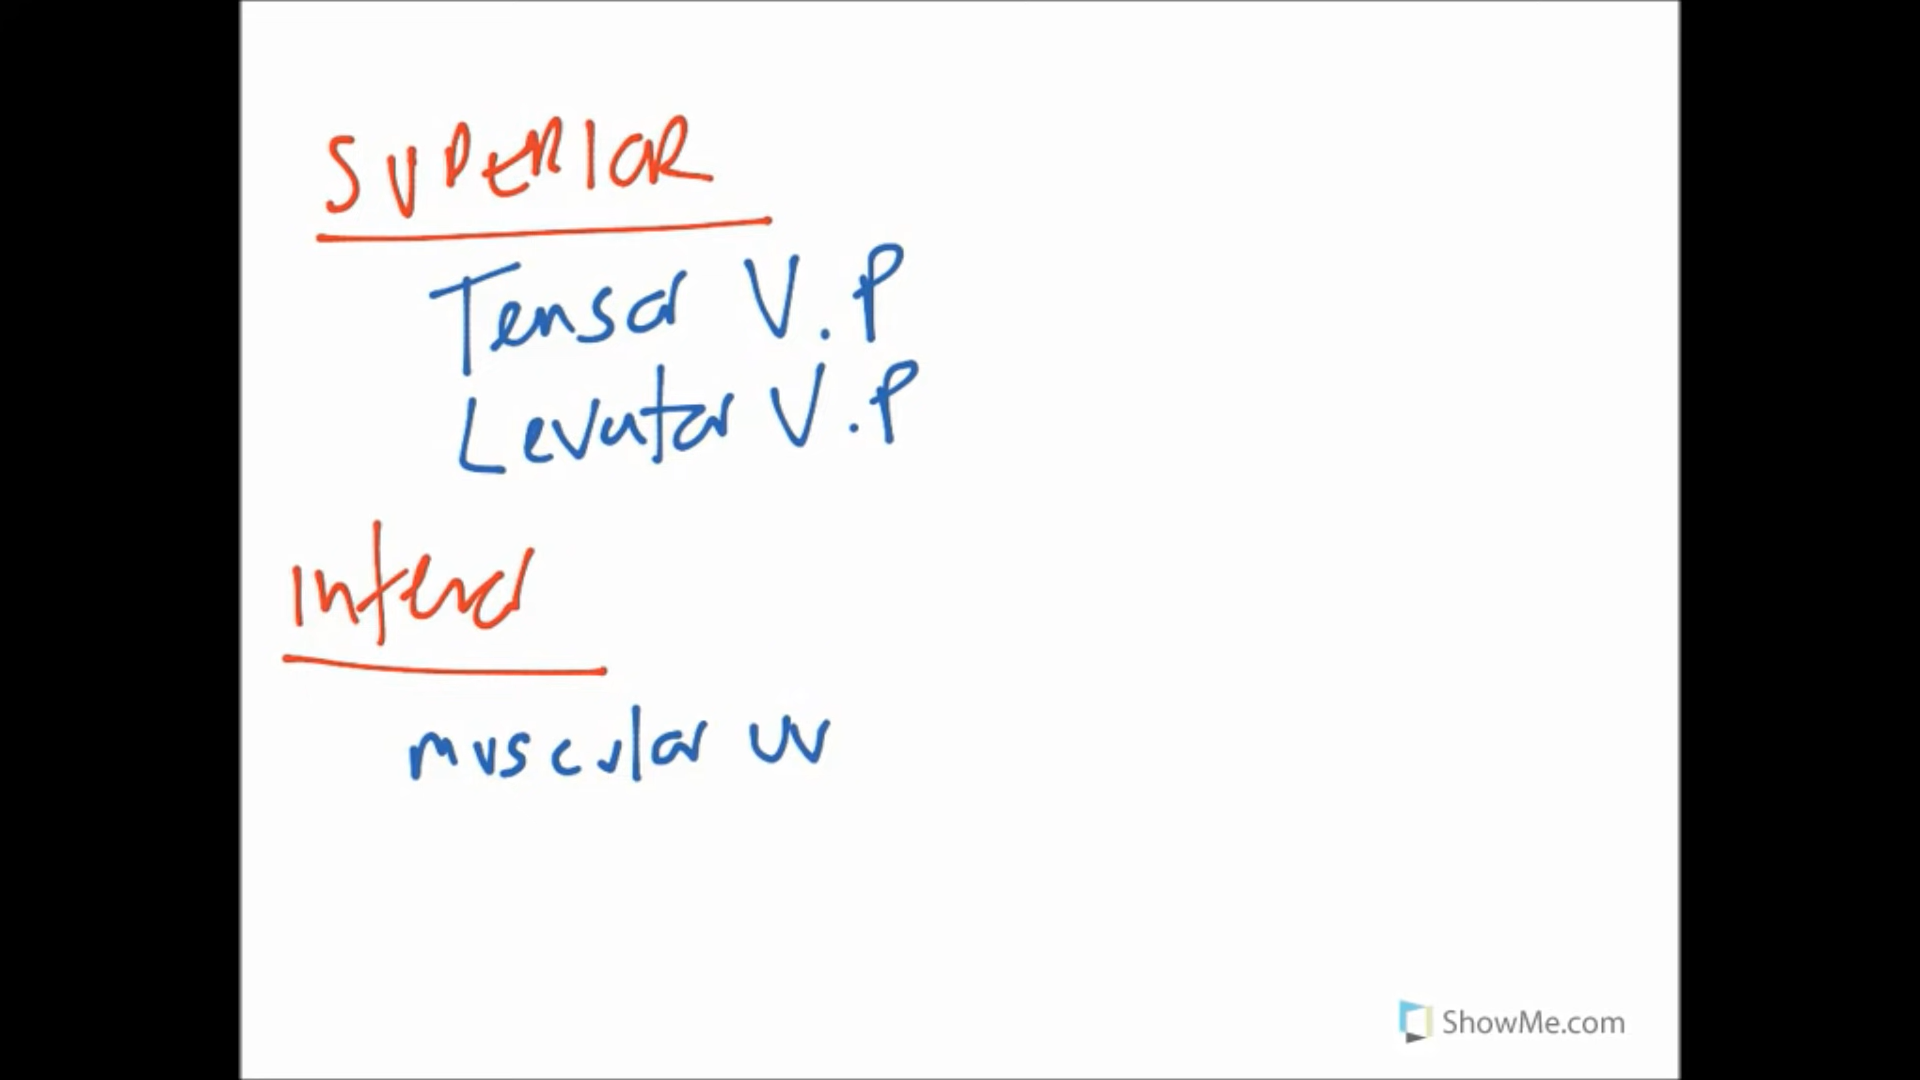 SUPERIOR
Tensor V.P
Levator V.P
Inferior
muscular uv
ShowMe.com